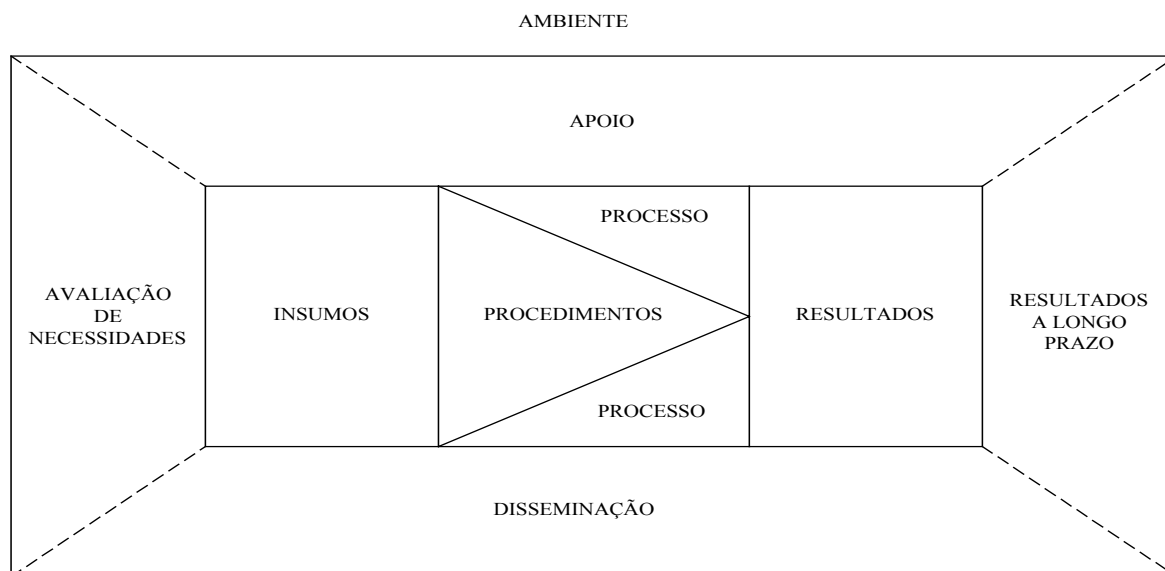 AMBIENTE
APOIO
PROCESSO
AVALIAÇÃO
DE
NECESSIDADES
INSUMOS
PROCEDIMENTOS
RESULTADOS
RESULTADOS
A LONGO
PRAZO
PROCESSO
DISSEMINAÇÃO